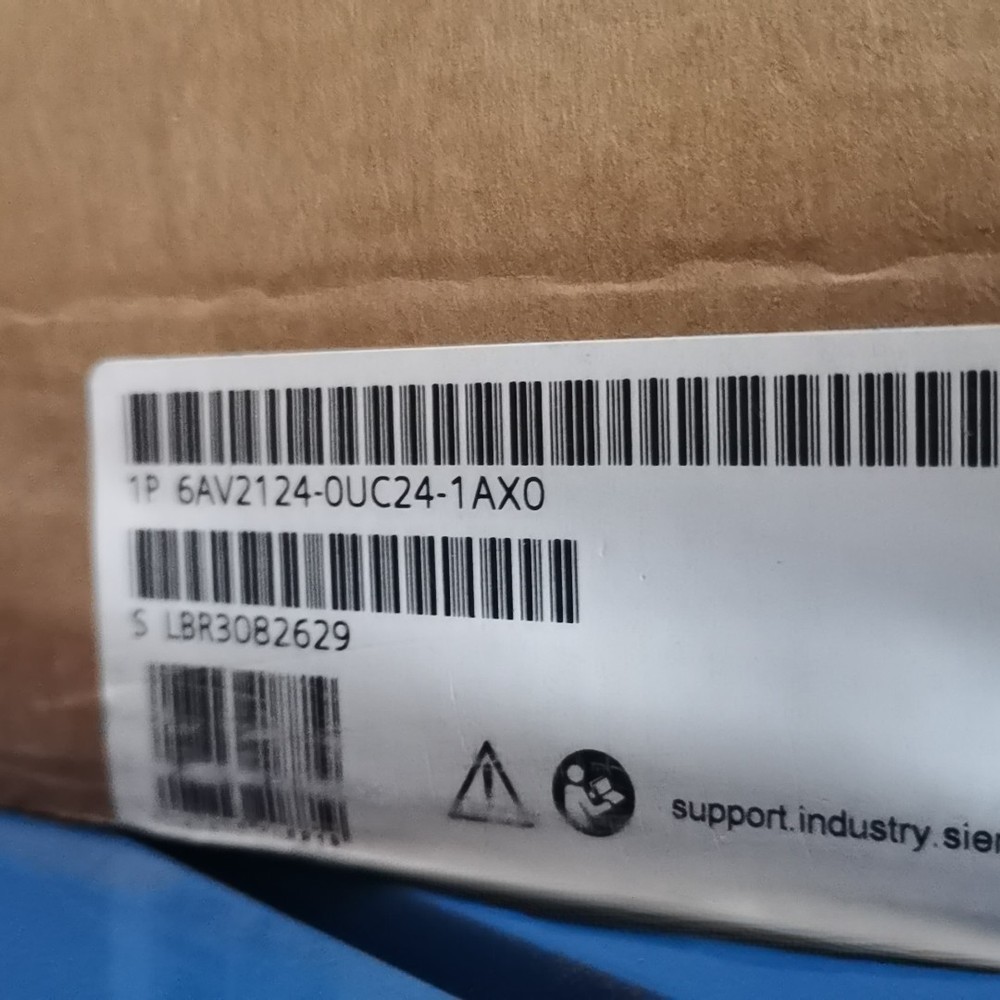 1P 6AV2124-0UC24-1AX0
S LBR3082629
support.industry.sie